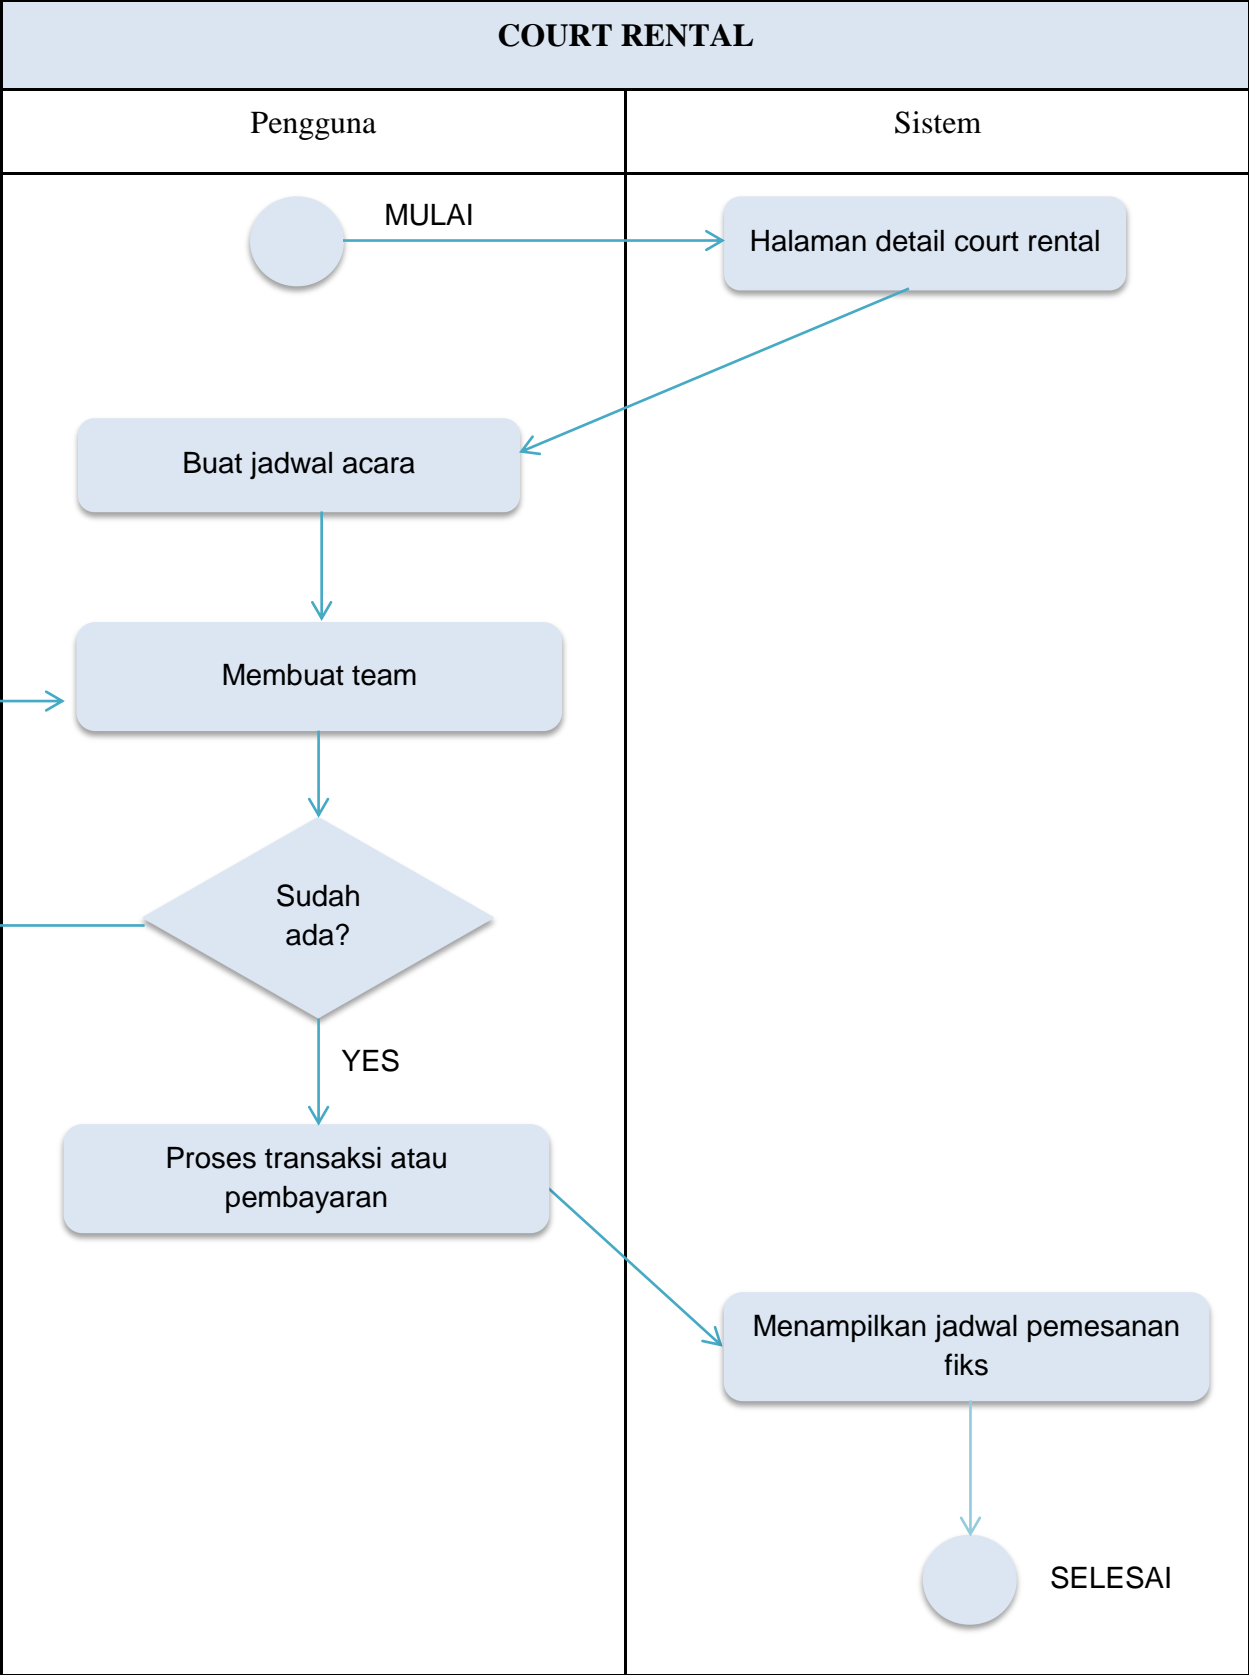 COURT RENTAL
Pengguna
Sistem
MULAI
Halaman detail court rental
Buat jadwal acara
Membuat team
Sudah
ada?
YES
Proses transaksi atau
pembayaran
Menampilkan jadwal pemesanan
fiks
SELESAI